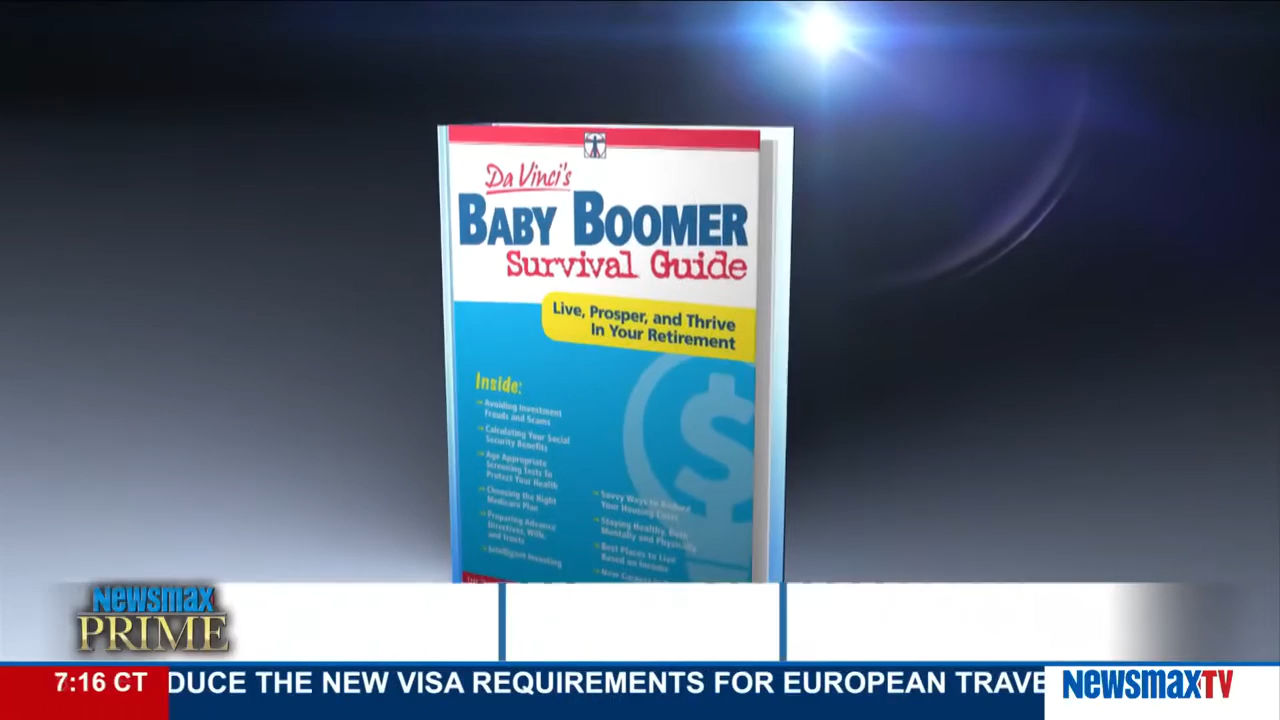 Da Vinci's
BABY BOOMER
Survival Guide
Live, Prosper, and Thrive
In Your Retirement
Inside:
Avoiding Investment
Frauds and Scams
Calculating Your Social
Security Benefits
Age Appropriate
Screening Tests To
Protect Your Health
Choosing the Right
Medicare Plan
Preparing Advance
Directives, Wills,
and Trusts
Intelligent Investing
Savvy Ways to Reduce
Your Housing Costs
Staying Healthy, Both
Mentally and Physically
Best Places to Live
Based on Income
Newsmax
PRIME
7:16 CT
DUCE THE NEW VISA REQUIREMENTS FOR EUROPEAN TRAVE
NewsmaxTV